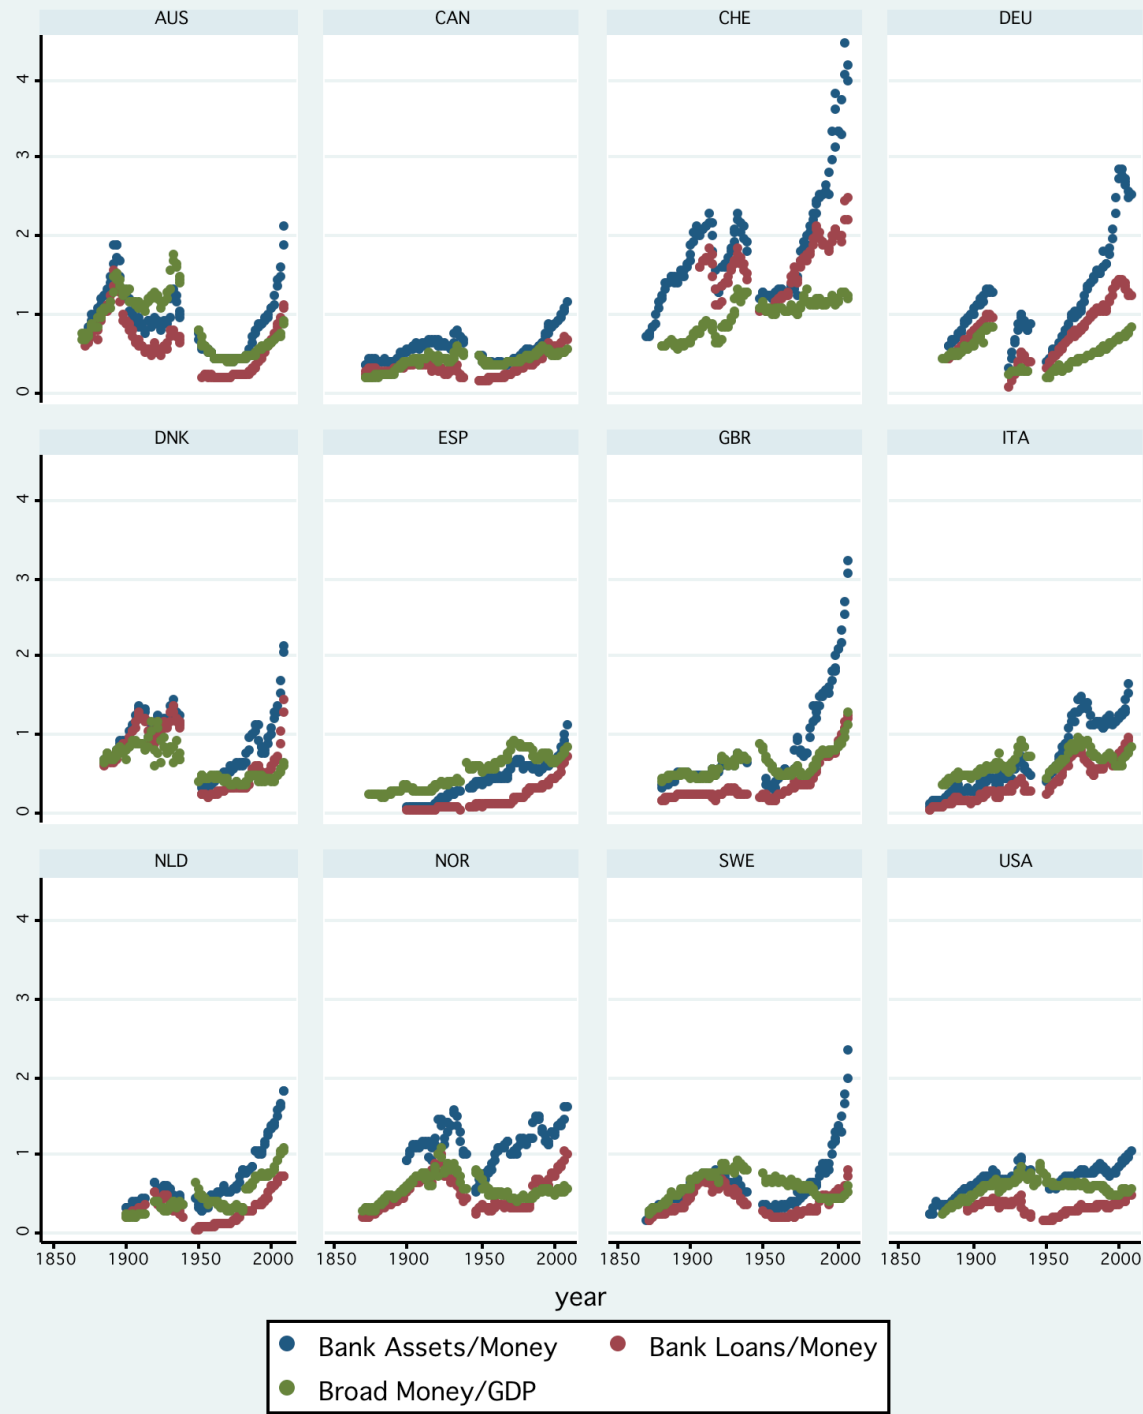 AUS CAN CHE DEU
4
3
2
1
0
DNK ESP GBR ITA
4
3
2
1
0
NLD NOR SWE USA
4
3
2
1
0
1850 1900 1950 2000 1850 1900 1950 2000 1850 1900 1950 2000 1850 1900 1950 2000
year
Bank Assets/Money Bank Loans/Money
Broad Money/GDP